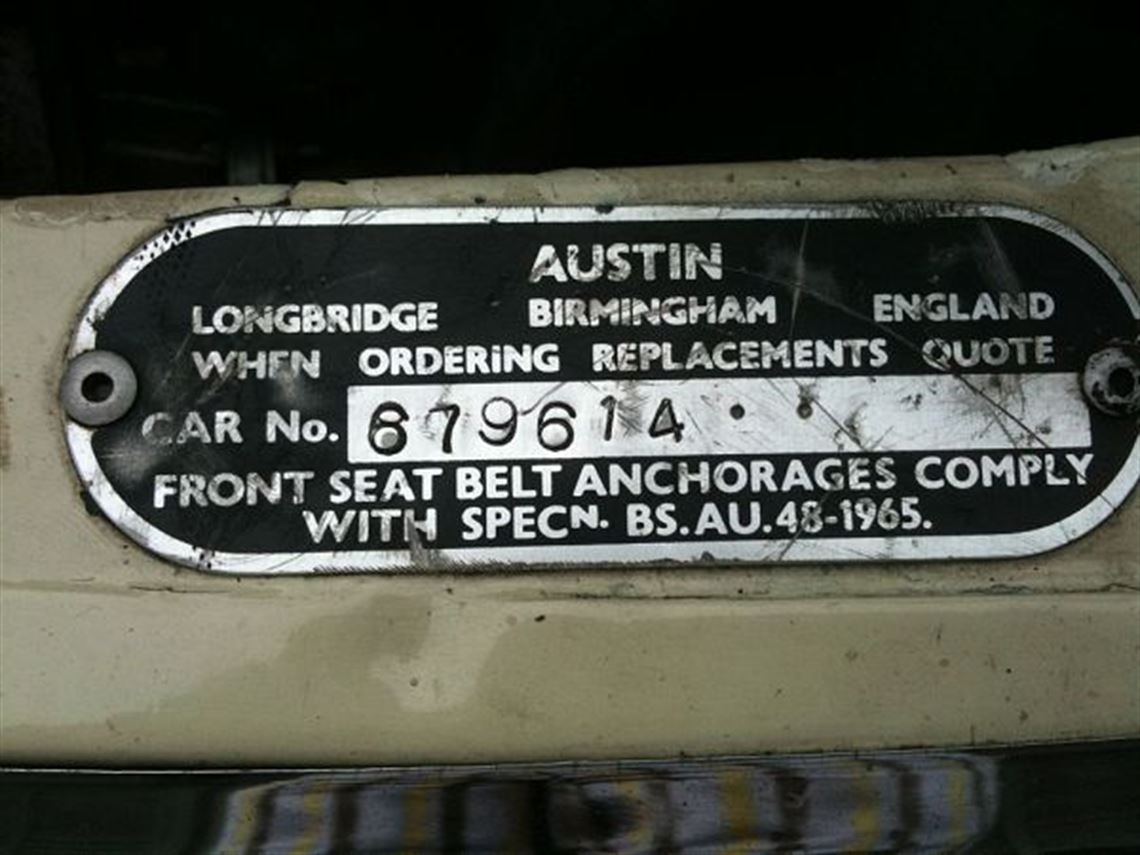 AUSTIN
LONGBRIDGE BIRMINGHAM ENGLAND
WHEN ORDERING REPLACEMENTS QUOTE
CAR No. 879614
FRONT SEAT BELT ANCHORAGES COMPLY
WITH SPECN. BS.AU.48-1965.